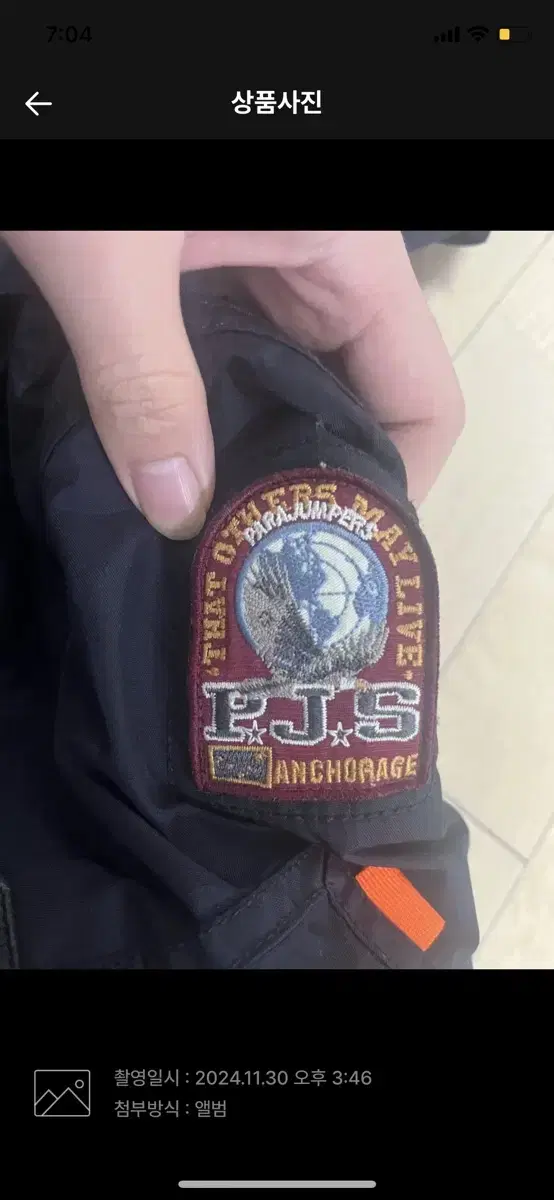 7:04
상품사진
'THAT OTHERS MAY LIVE'
PARAJUMPERS
P.J.S
ANCHORAGE
촬영일시 : 2024.11.30 오후 3:46
첨부방식 : 앨범